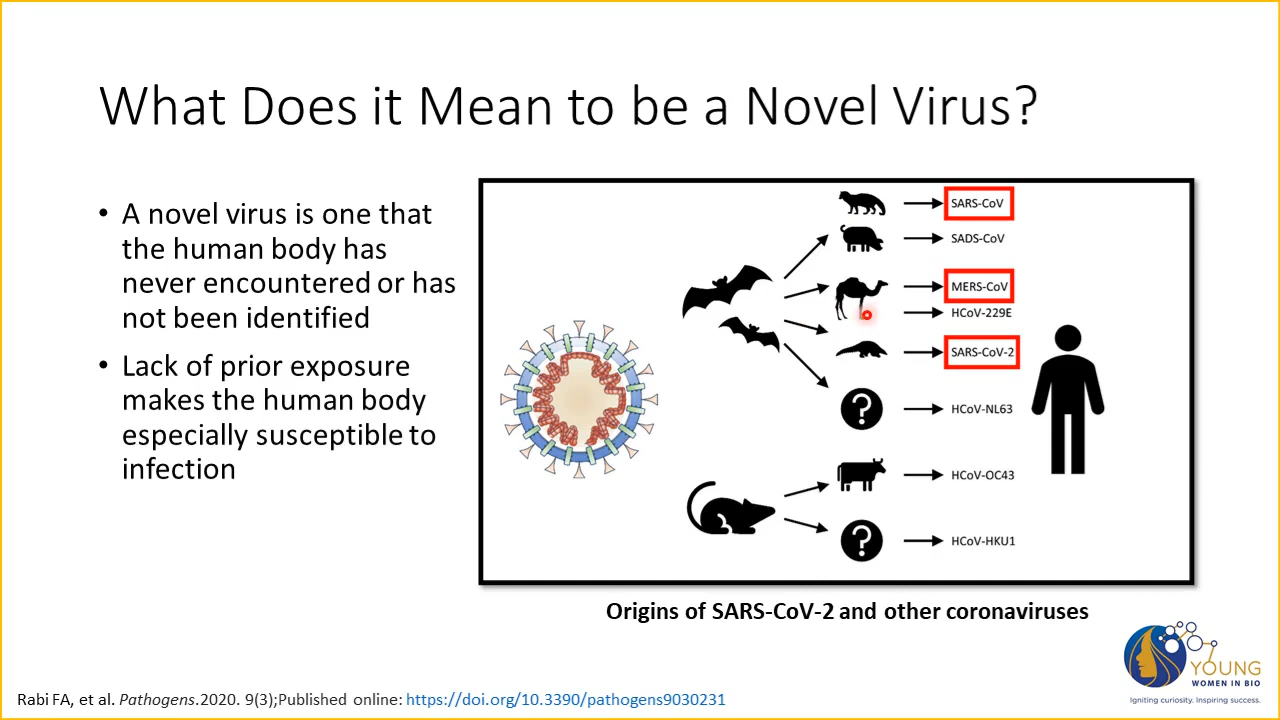 What Does it Mean to be a Novel Virus?
• A novel virus is one that
the human body has
never encountered or has
not been identified
• Lack of prior exposure
makes the human body
especially susceptible to
infection
SARS-CoV
SADS-CoV
MERS-CoV
HCoV-229E
SARS-CoV-2
?
HCoV-NL63
HCoV-OC43
?
HCoV-HKU1
Origins of SARS-CoV-2 and other coronaviruses
YOUNG
WOMEN IN BIO
Igniting curiosity. Inspiring success.
Rabi FA, et al. Pathogens.2020. 9(3);Published online: https://doi.org/10.3390/pathogens9030231